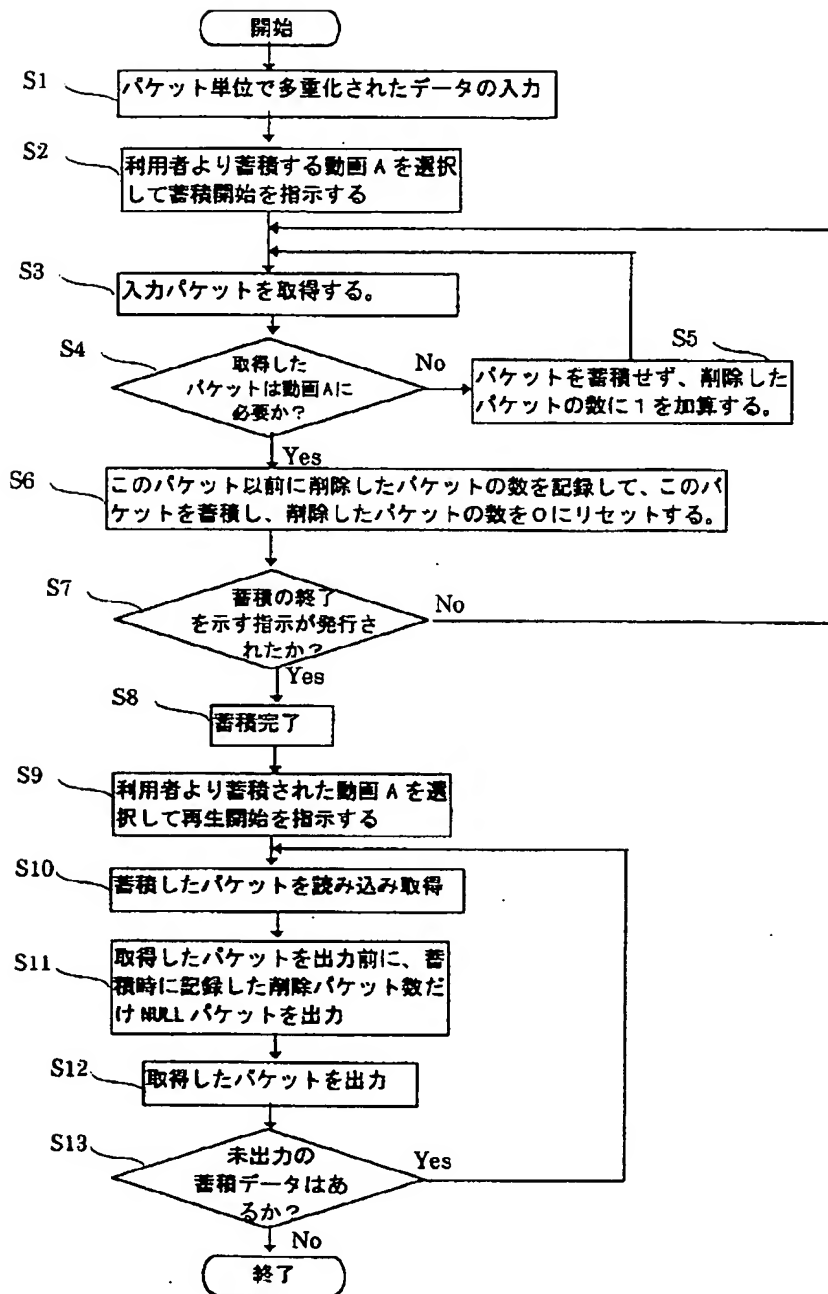 開始
S1
パケット単位で多重化されたデータの入力
S2
利用者より蓄積する動画Aを選択
して蓄積開始を指示する
S3
入力パケットを取得する。
S4
取得した
パケットは動画Aに
必要か？
No
S5
パケットを蓄積せず、削除した
パケットの数に１を加算する。
Yes
S6
このパケット以前に削除したパケットの数を記録して、このパ
ケットを蓄積し、削除したパケットの数を０にリセットする。
S7
蓄積の終了
を示す指示が発行さ
れたか？
No
Yes
S8
蓄積完了
S9
利用者より蓄積された動画Aを選
択して再生開始を指示する
S10
蓄積したパケットを読み込み取得
S11
取得したパケットを出力前に、蓄
積時に記録した削除パケット数だ
けNULLパケットを出力
S12
取得したパケットを出力
S13
未出力の
蓄積データはあ
るか？
Yes
No
終了